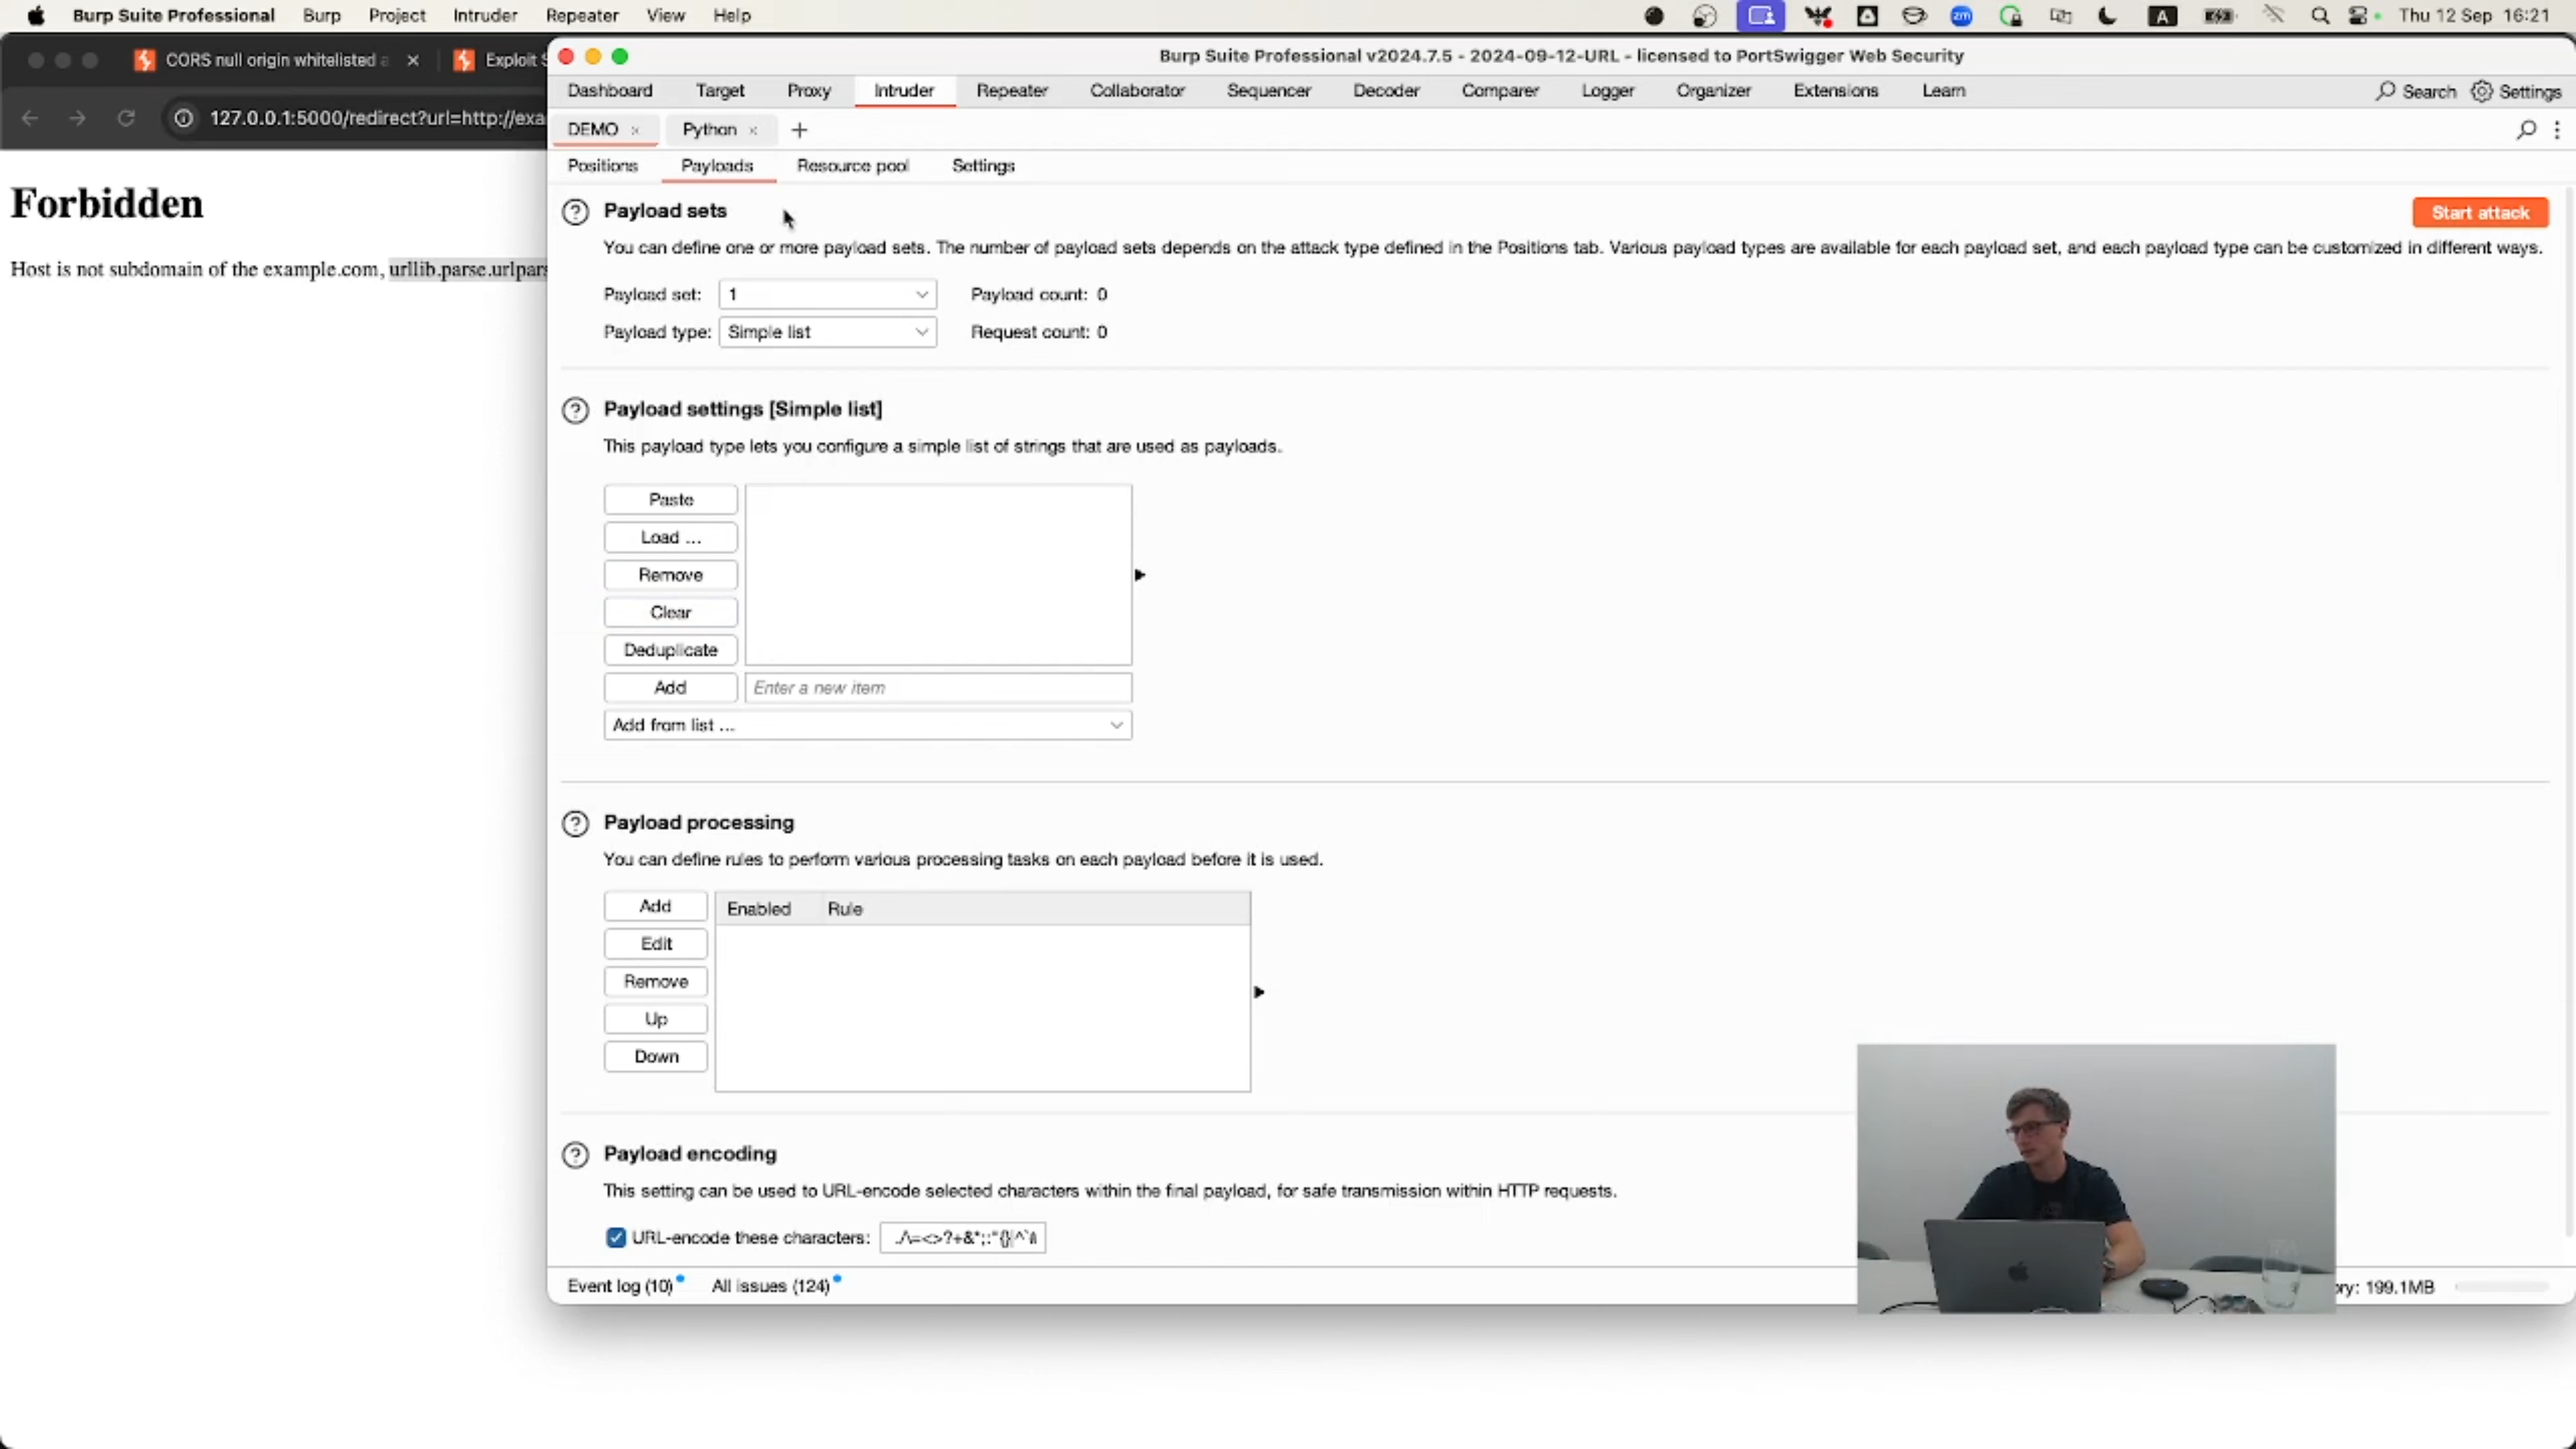 Burp Suite Professional Burp Project Intruder Repeater View Help
zm A Thu 12 Sep 16:21
CORS null origin whitelisted
Exploit S
127.0.0.1:5000/redirect?url=http://exa
Forbidden
Host is not subdomain of the example.com, urllib.parse.urlpars
Burp Suite Professional v2024.7.5 - 2024-09-12-URL - licensed to PortSwigger Web Security
Dashboard Target Proxy Intruder Repeater Collaborator Sequencer Decoder Comparer Logger Organizer Extensions Learn
Search Settings
DEMO × Python × +
Positions Payloads Resource pool Settings
? Payload sets
Start attack
You can define one or more payload sets. The number of payload sets depends on the attack type defined in the Positions tab. Various payload types are available for each payload set, and each payload type can be customized in different ways.
Payload set: 1 Payload count: 0
Payload type: Simple list Request count: 0
? Payload settings [Simple list]
This payload type lets you configure a simple list of strings that are used as payloads.
Paste
Load ...
Remove
Clear
Deduplicate
Add Enter a new item
Add from list ...
? Payload processing
You can define rules to perform various processing tasks on each payload before it is used.
Add
Edit
Remove
Up
Down
Enabled Rule
? Payload encoding
This setting can be used to URL-encode selected characters within the final payload, for safe transmission within HTTP requests.
URL-encode these characters:
Event log (10) All issues (124)
ory: 199.1MB